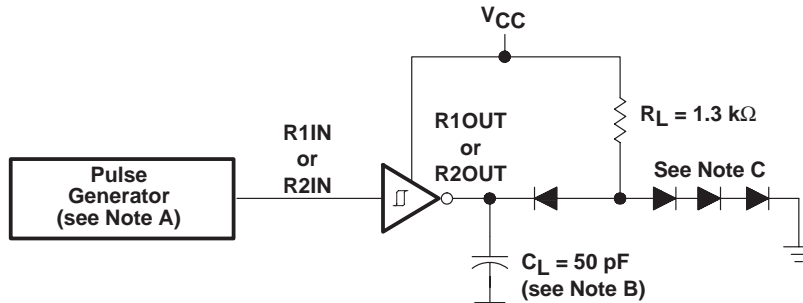 VCC
R1IN
or
R2IN
R1OUT
or
R2OUT
RL = 1.3 kΩ
Pulse
Generator
(see Note A)
See Note C
CL = 50 pF
(see Note B)